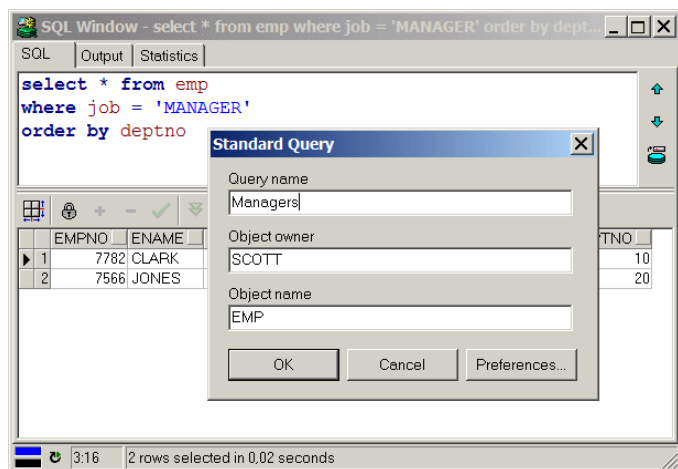 SQL Window - select * from emp where job = 'MANAGER' order by dept...
SQL Output Statistics
select * from emp
where job = 'MANAGER'
order by deptno
Standard Query
Query name
Managers
Object owner
SCOTT
Object name
EMP
OK Cancel Preferences...
EMPNO ENAME TNO
1 7782 CLARK 10
2 7566 JONES 20
3:16 2 rows selected in 0,02 seconds